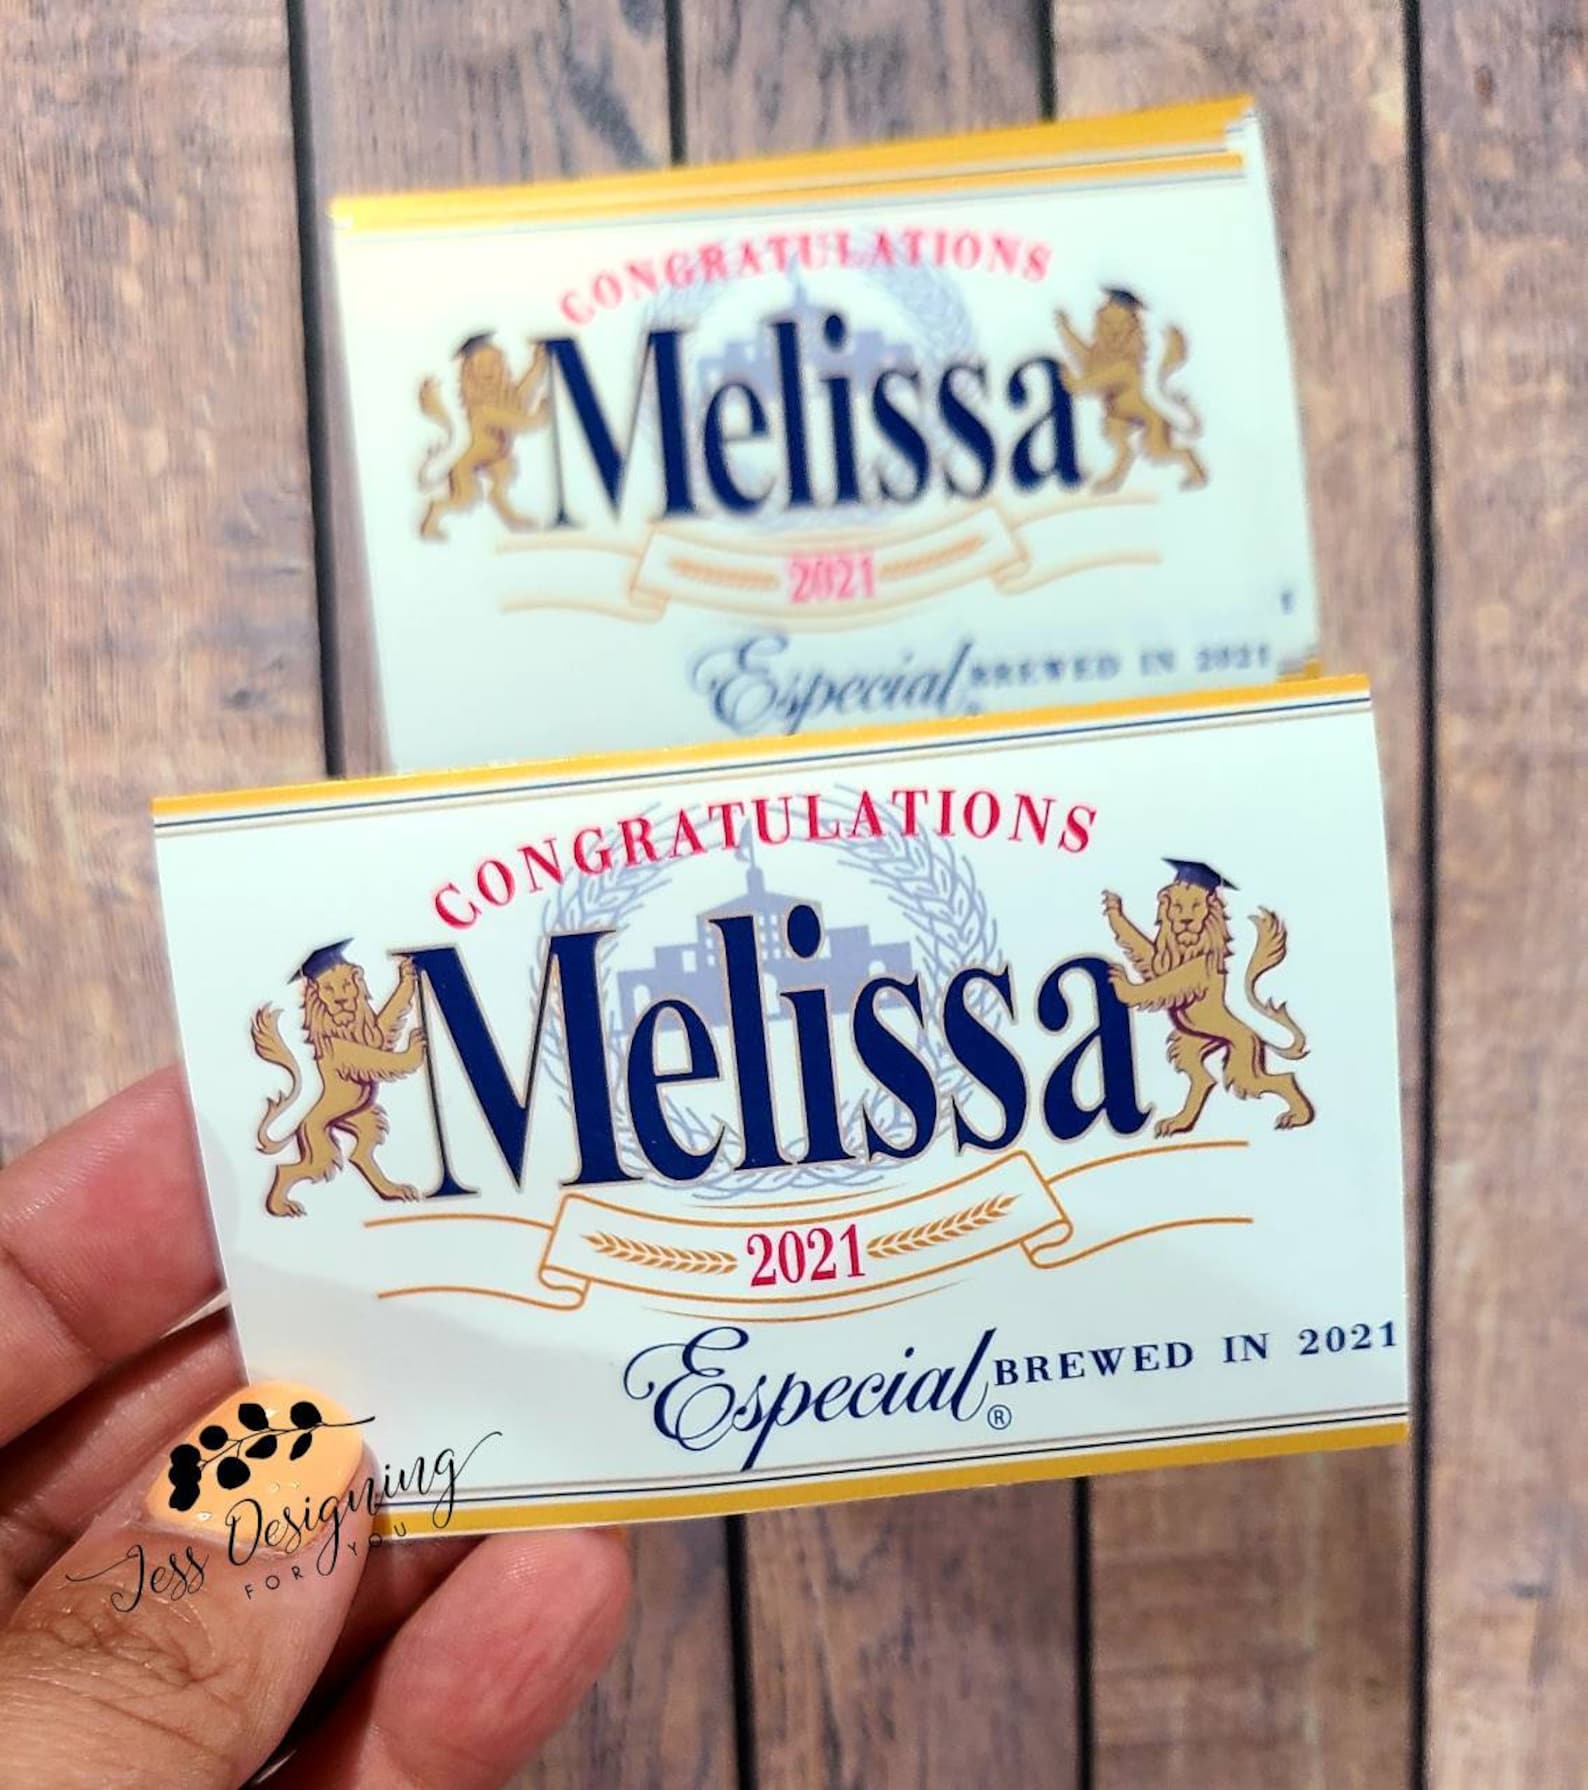 CONGRATULATIONS
Melissa
2021
Especial BREWED IN 2021
CONGRATULATIONS
Melissa
2021
Especial® BREWED IN 2021
Jess Designing
FOR YOU